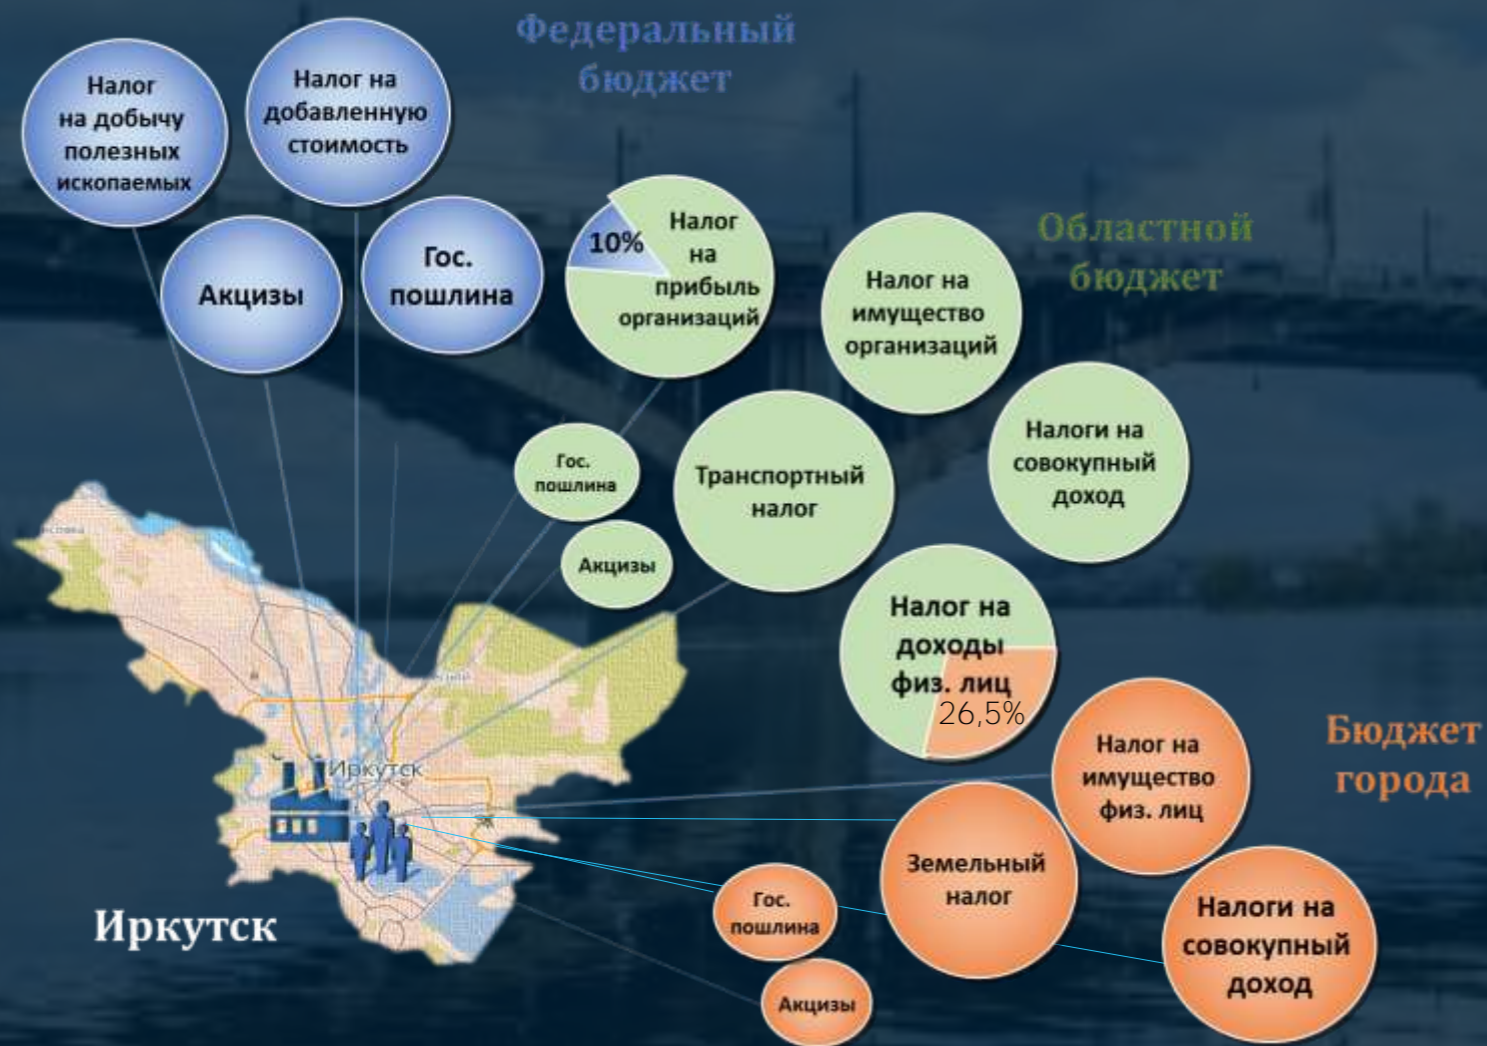 Федеральный
бюджет
Налог
на добычу
полезных
ископаемых
Налог на
добавленную
стоимость
Акцизы
Гос.
пошлина
10%
Налог
на
прибыль
организаций
Областной
бюджет
Налог на
имущество
организаций
Налоги на
совокупный
доход
Транспортный
налог
Гос.
пошлина
Акцизы
Налог на
доходы
физ. лиц
26,5%
Бюджет
города
Налог на
имущество
физ. лиц
Земельный
налог
Налоги на
совокупный
доход
Гос.
пошлина
Акцизы
Иркутск
Иркутск